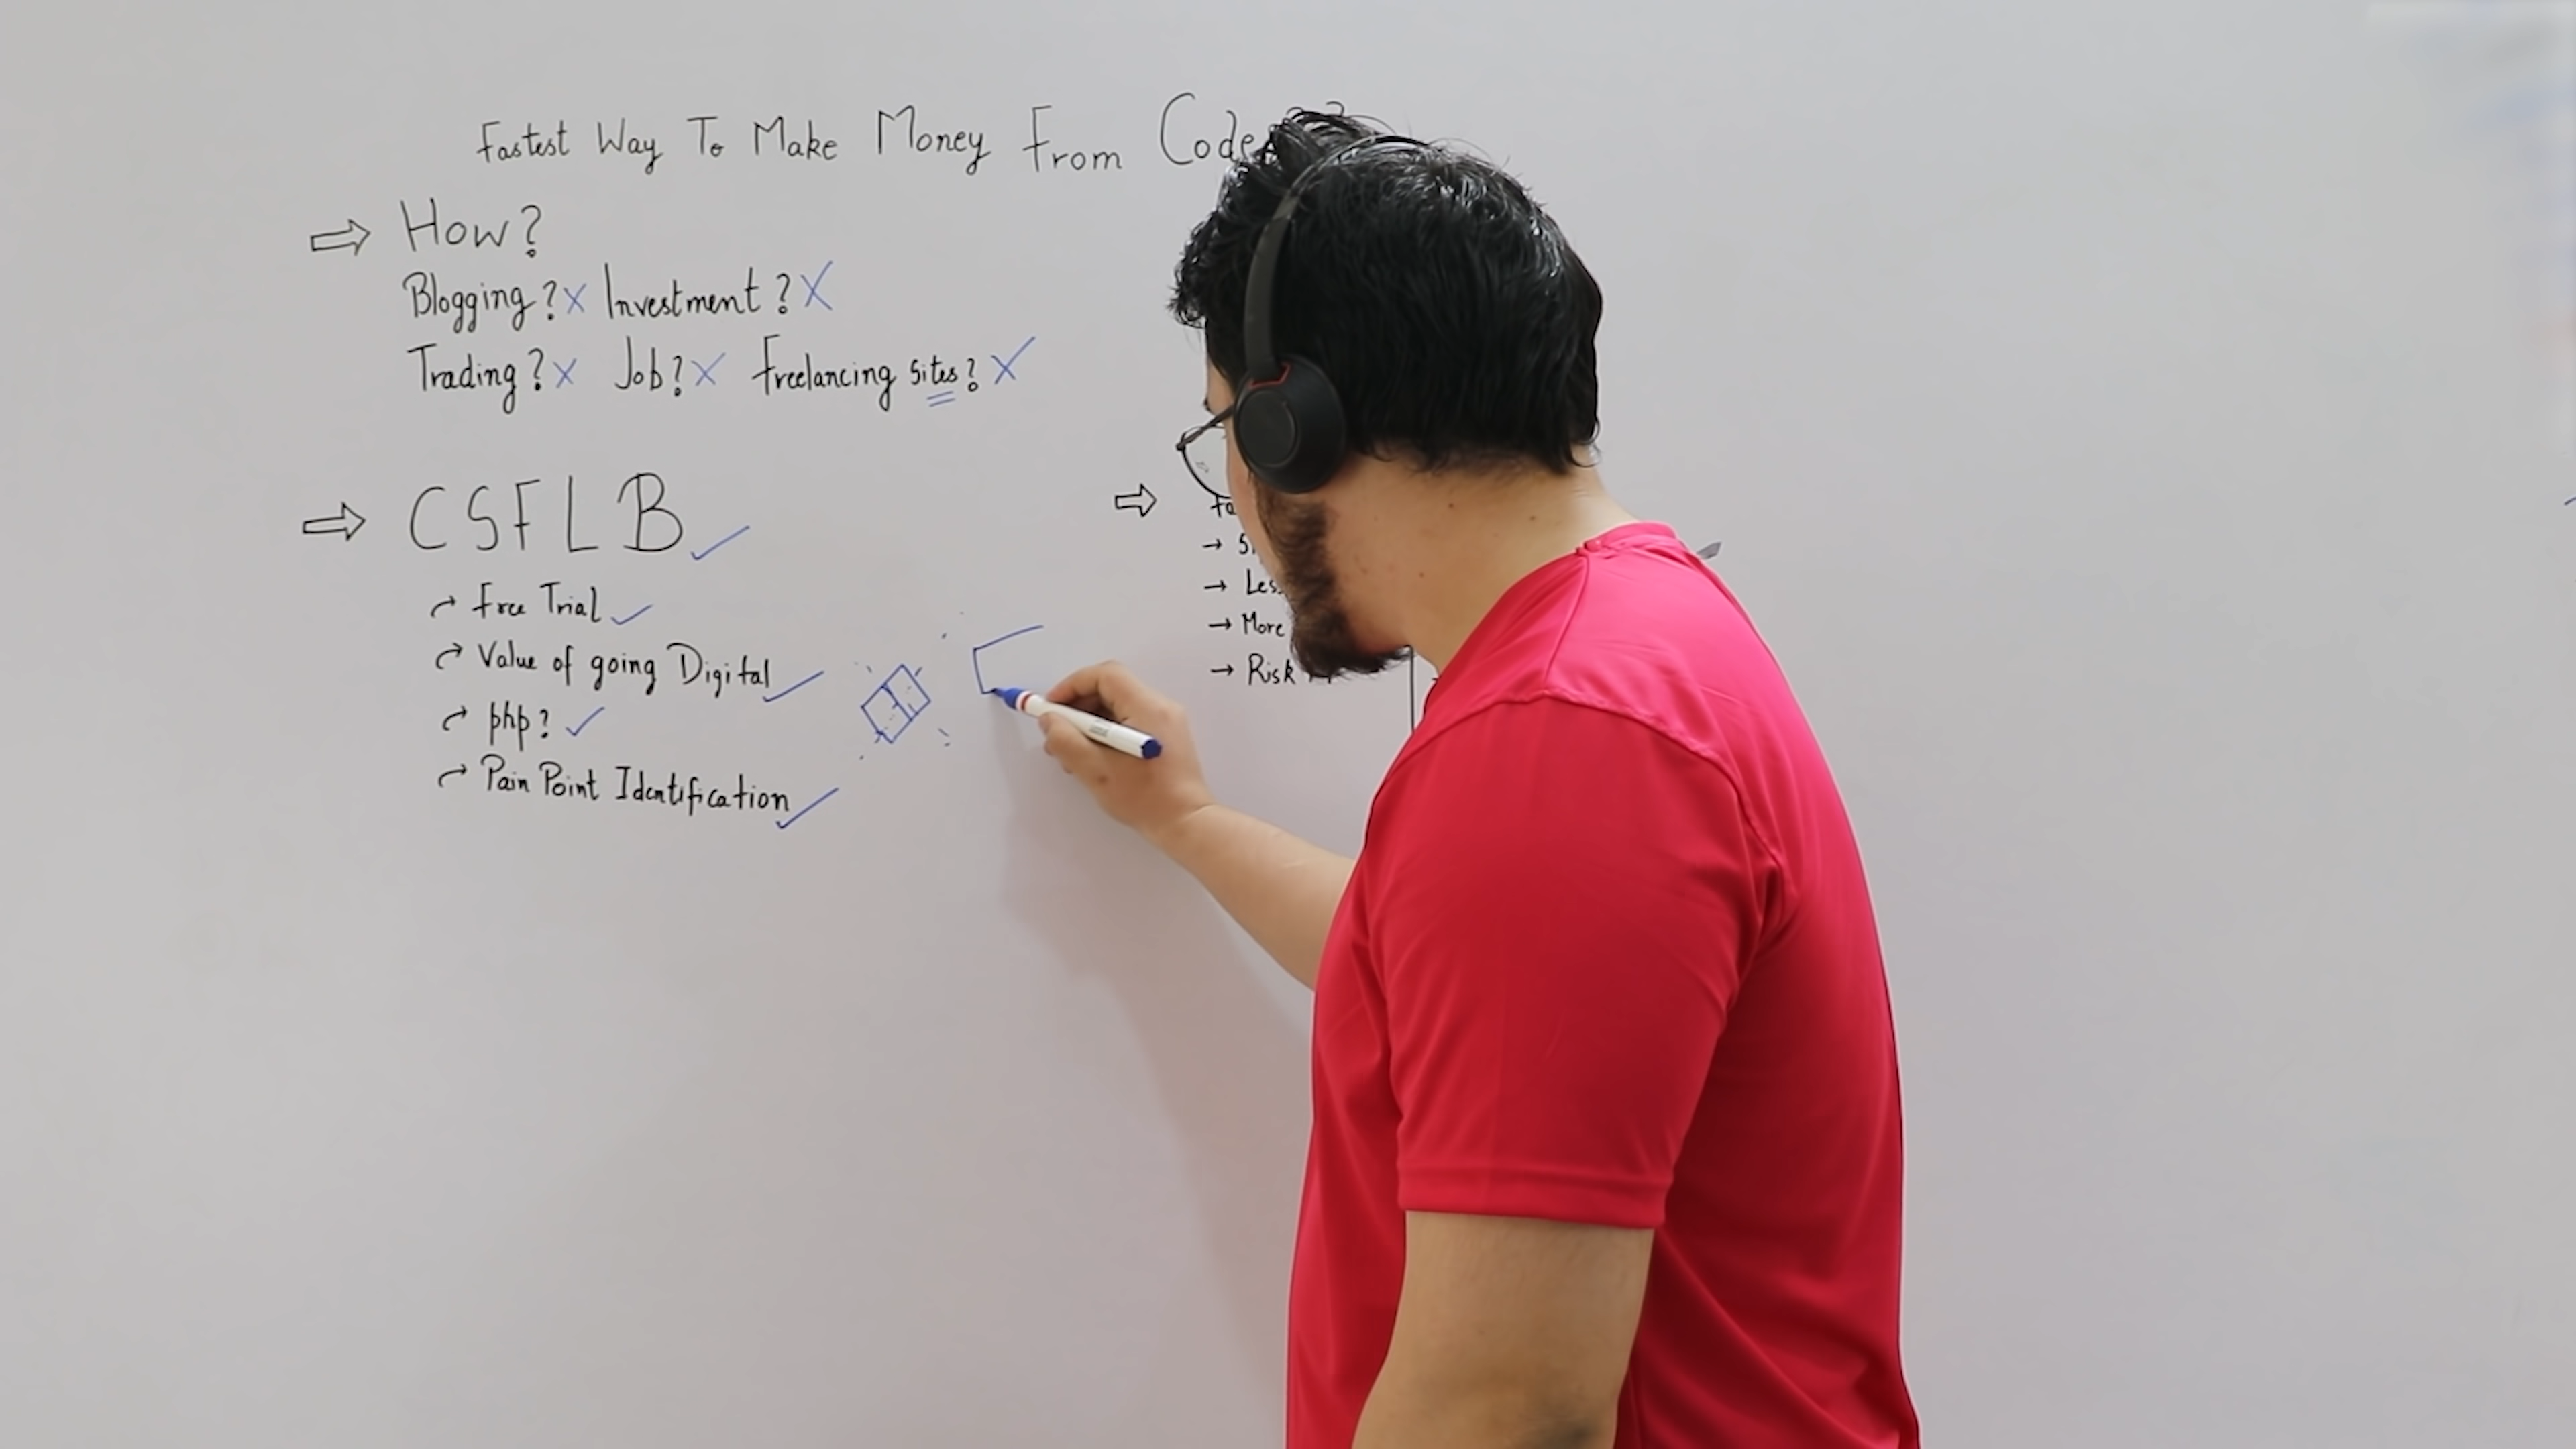 Fastest Way To Make Money From Code
How?
Blogging? X Investment? X
Trading? X Job? X Freelancing sites? X
CSFLB ✓
Free Trial ✓
Value of going Digital ✓
php? ✓
Pain Point Identification ✓
→ More
→ Risk